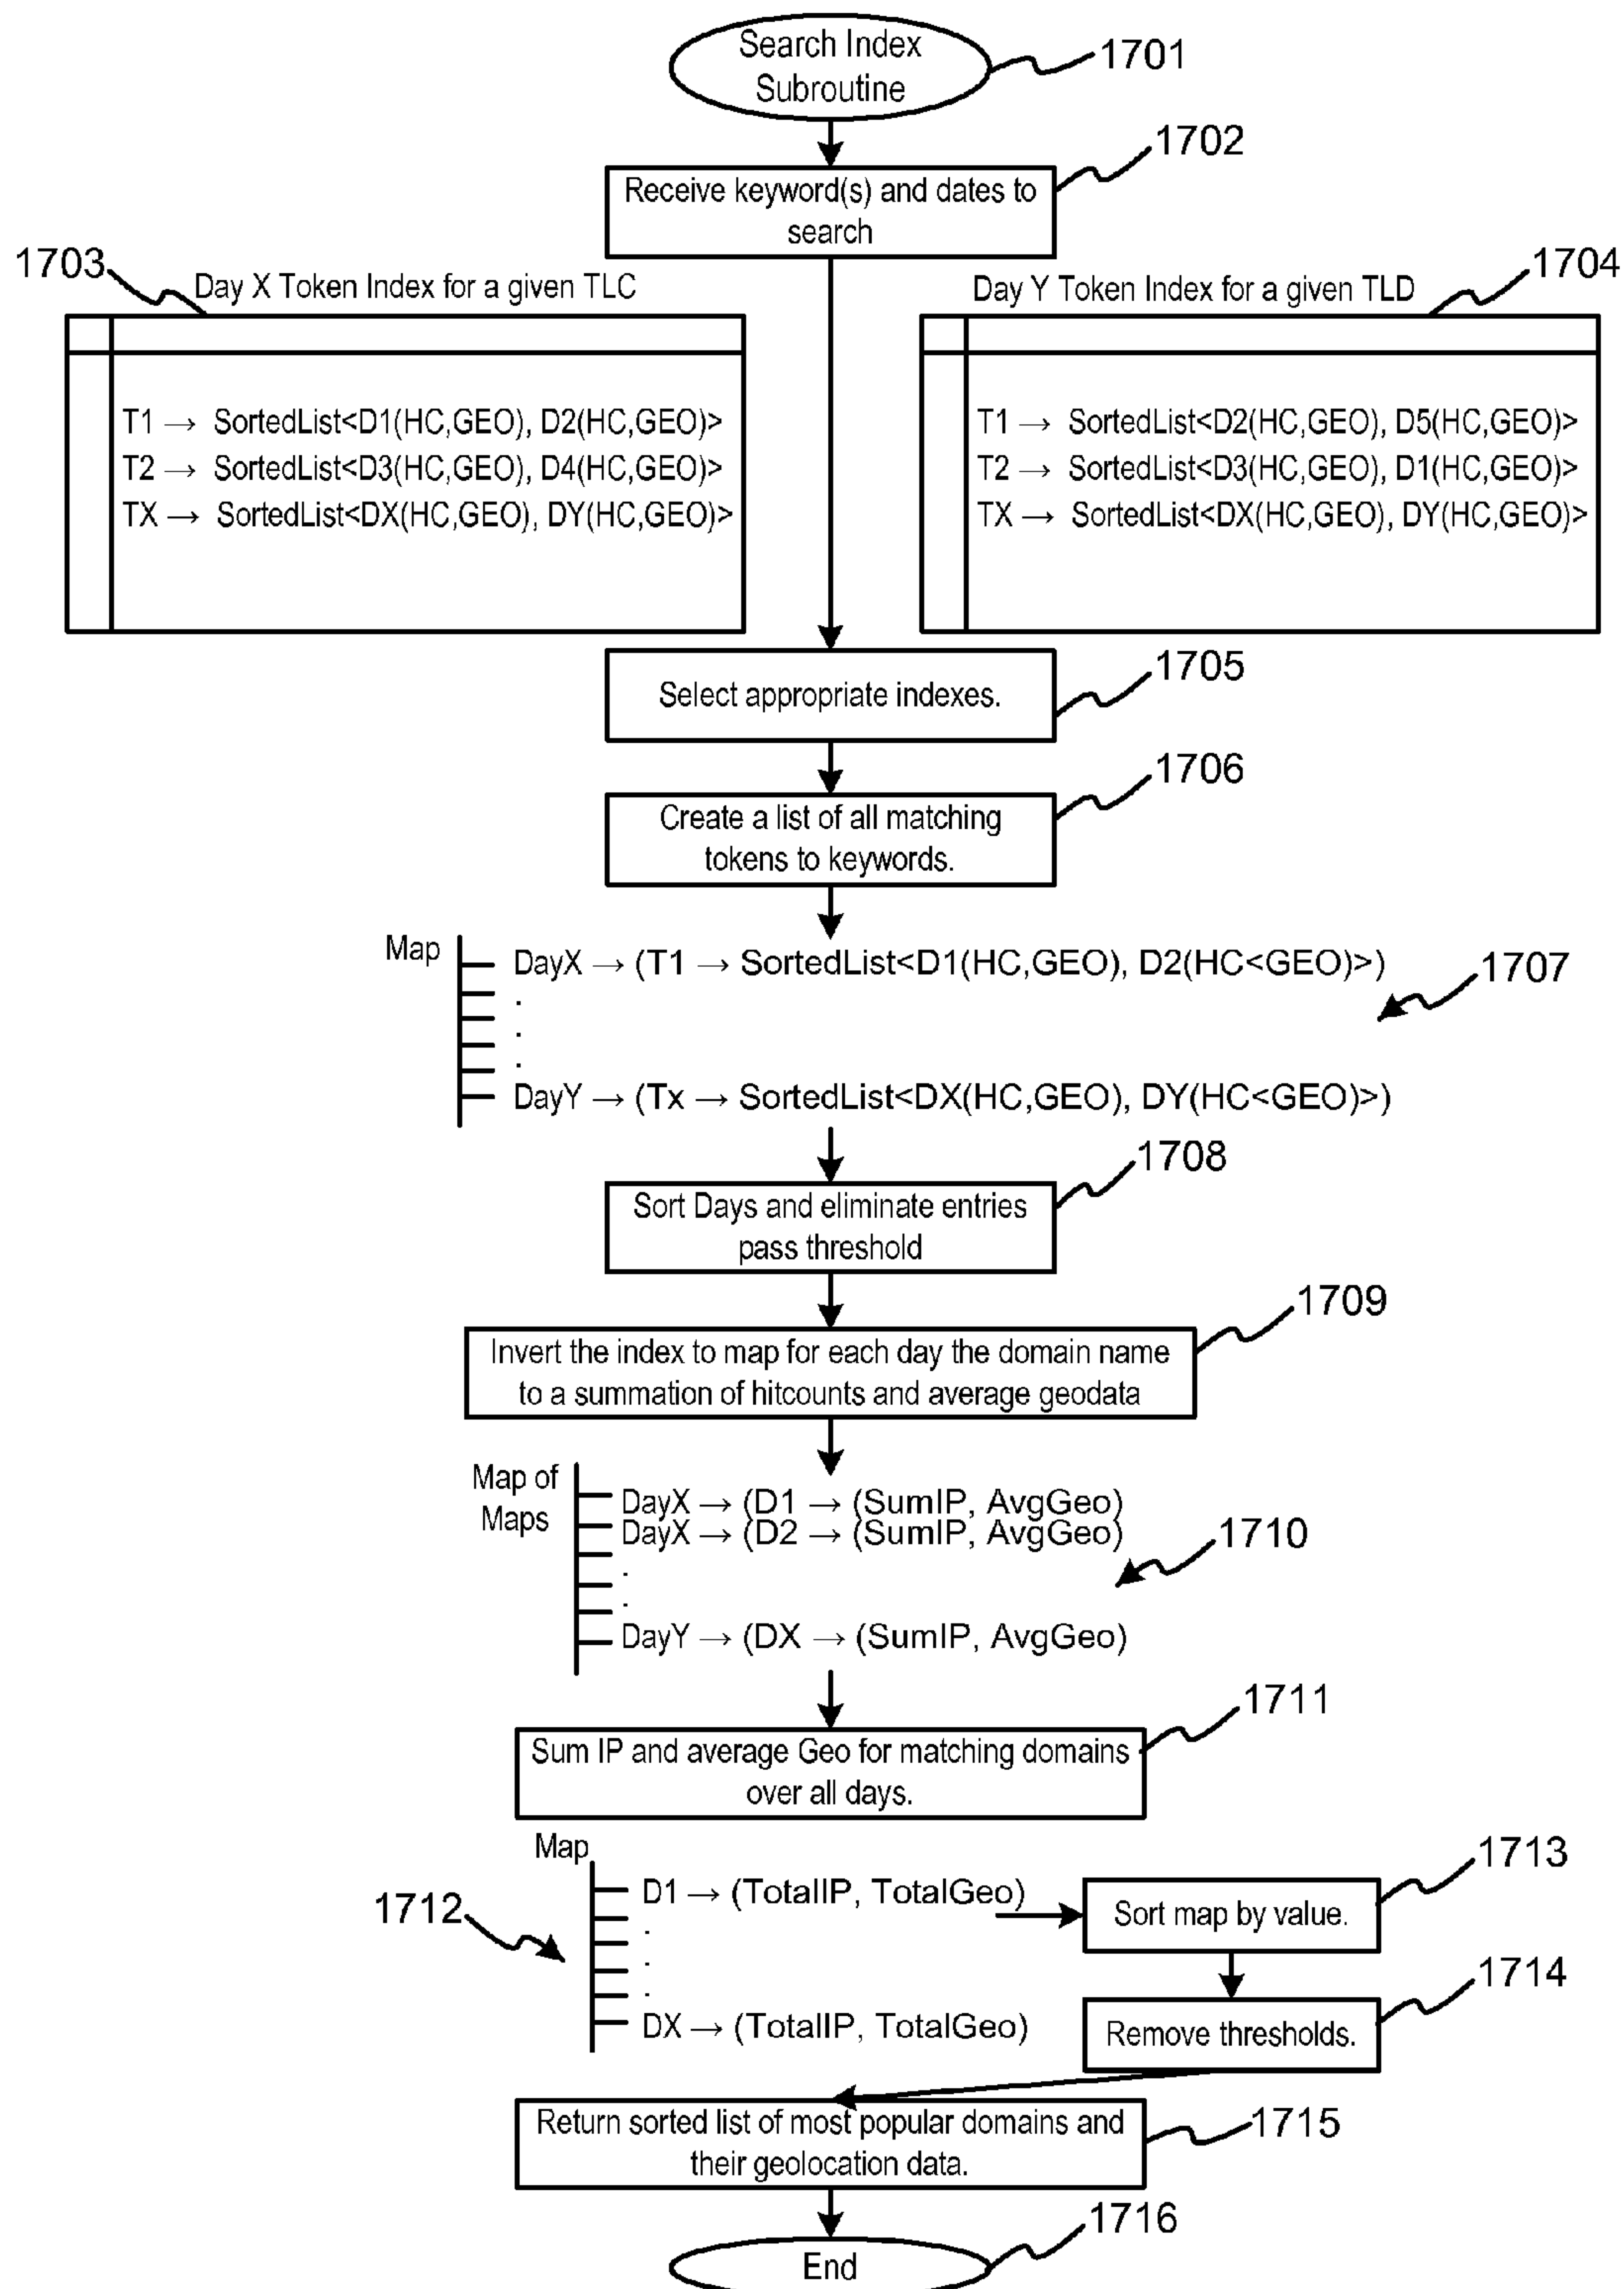 Search Index
Subroutine
1701
1702
Receive keyword(s) and dates to
search
1703
Day X Token Index for a given TLC
T1 → SortedList<D1(HC,GEO), D2(HC,GEO)>
T2 → SortedList<D3(HC,GEO), D4(HC,GEO)>
TX → SortedList<DX(HC,GEO), DY(HC,GEO)>
1704
Day Y Token Index for a given TLD
T1 → SortedList<D2(HC,GEO), D5(HC,GEO)>
T2 → SortedList<D3(HC,GEO), D1(HC,GEO)>
TX → SortedList<DX(HC,GEO), DY(HC,GEO)>
1705
Select appropriate indexes.
1706
Create a list of all matching
tokens to keywords.
Map
DayX → (T1 → SortedList<D1(HC,GEO), D2(HC<GEO)>)
.
.
.
DayY → (Tx → SortedList<DX(HC,GEO), DY(HC<GEO)>)
1707
1708
Sort Days and eliminate entries
pass threshold
1709
Invert the index to map for each day the domain name
to a summation of hitcounts and average geodata
Map of
Maps
DayX → (D1 → (SumIP, AvgGeo)
DayX → (D2 → (SumIP, AvgGeo)
.
.
DayY → (DX → (SumIP, AvgGeo)
1710
1711
Sum IP and average Geo for matching domains
over all days.
Map
1712
D1 → (TotalIP, TotalGeo)
.
.
.
DX → (TotalIP, TotalGeo)
1713
Sort map by value.
1714
Remove thresholds.
Return sorted list of most popular domains and
their geolocation data.
1715
1716
End